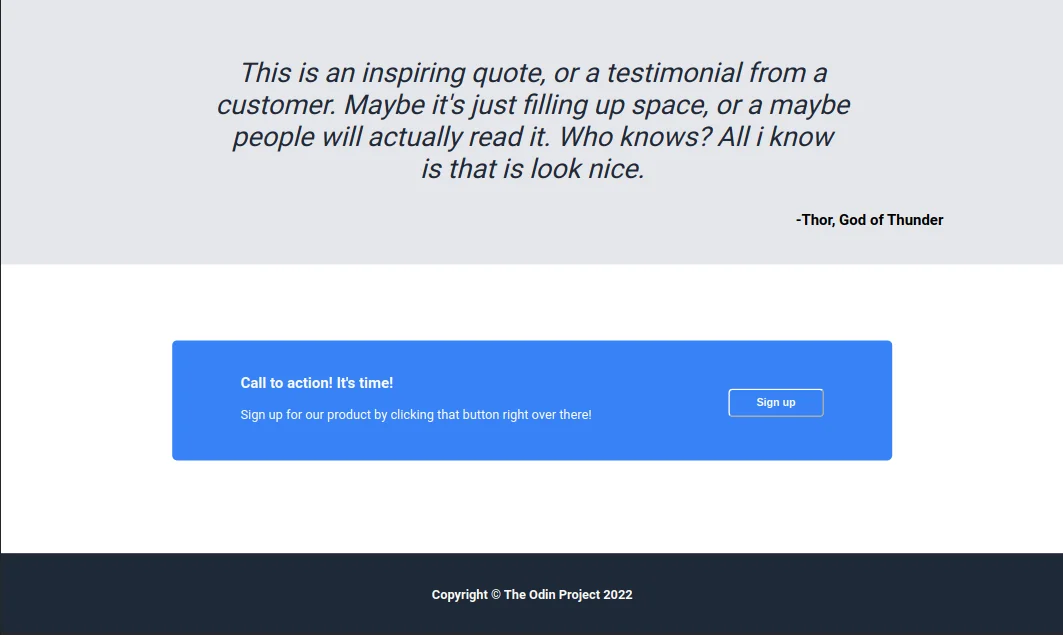 This is an inspiring quote, or a testimonial from a
customer. Maybe it's just filling up space, or a maybe
people will actually read it. Who knows? All i know
is that is look nice.
-Thor, God of Thunder
Call to action! It's time!
Sign up for our product by clicking that button right over there!
Sign up
Copyright © The Odin Project 2022